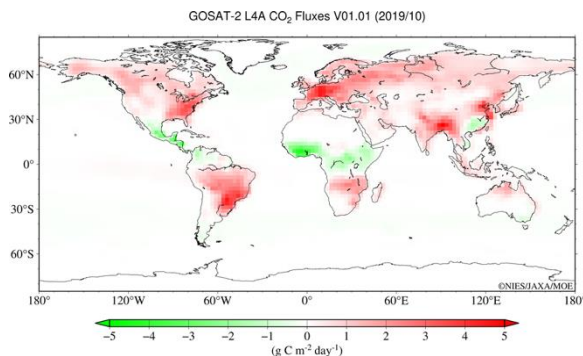 GOSAT-2 L4A CO₂ Fluxes V01.01 (2019/10)
60°N
30°N
0°
30°S
60°S
©NIES/JAXA/MOE
180° 120°W 60°W 0° 60°E 120°E 180°
−5 −4 −3 −2 −1 0 1 2 3 4 5
(g C m⁻² day⁻¹)